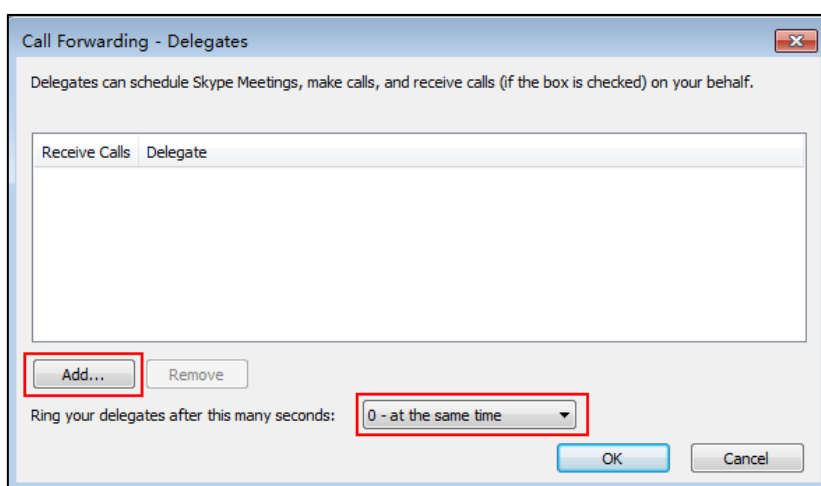 Call Forwarding - Delegates
Delegates can schedule Skype Meetings, make calls, and receive calls (if the box is checked) on your behalf.
Receive Calls Delegate
Add... Remove
Ring your delegates after this many seconds: 0 - at the same time
OK Cancel